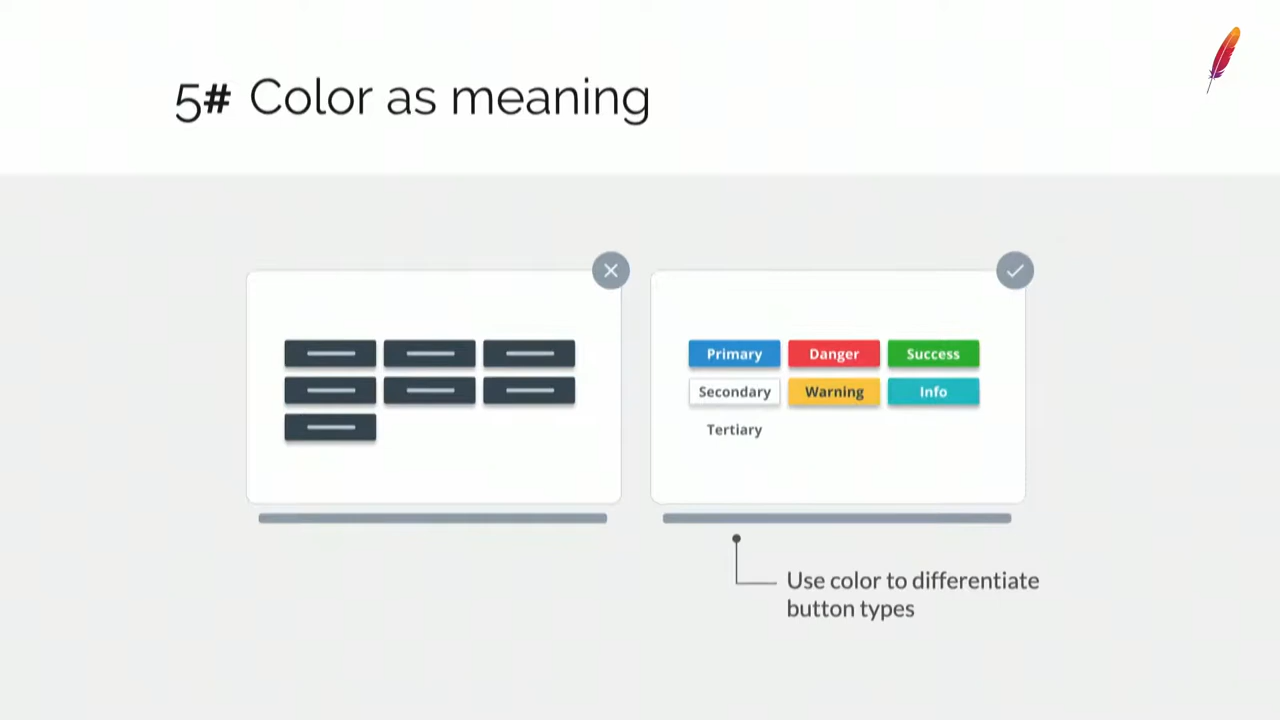 5# Color as meaning
Primary Danger Success
Secondary Warning Info
Tertiary
Use color to differentiate
button types